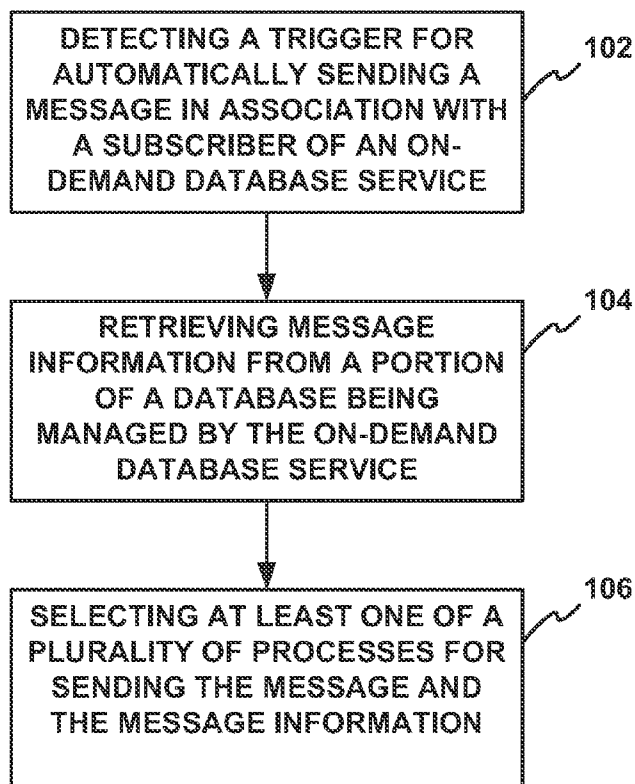 DETECTING A TRIGGER FOR
AUTOMATICALLY SENDING A
MESSAGE IN ASSOCIATION WITH
A SUBSCRIBER OF AN ON-
DEMAND DATABASE SERVICE
102
RETRIEVING MESSAGE
INFORMATION FROM A PORTION
OF A DATABASE BEING
MANAGED BY THE ON-DEMAND
DATABASE SERVICE
104
SELECTING AT LEAST ONE OF A
PLURALITY OF PROCESSES FOR
SENDING THE MESSAGE AND
THE MESSAGE INFORMATION
106